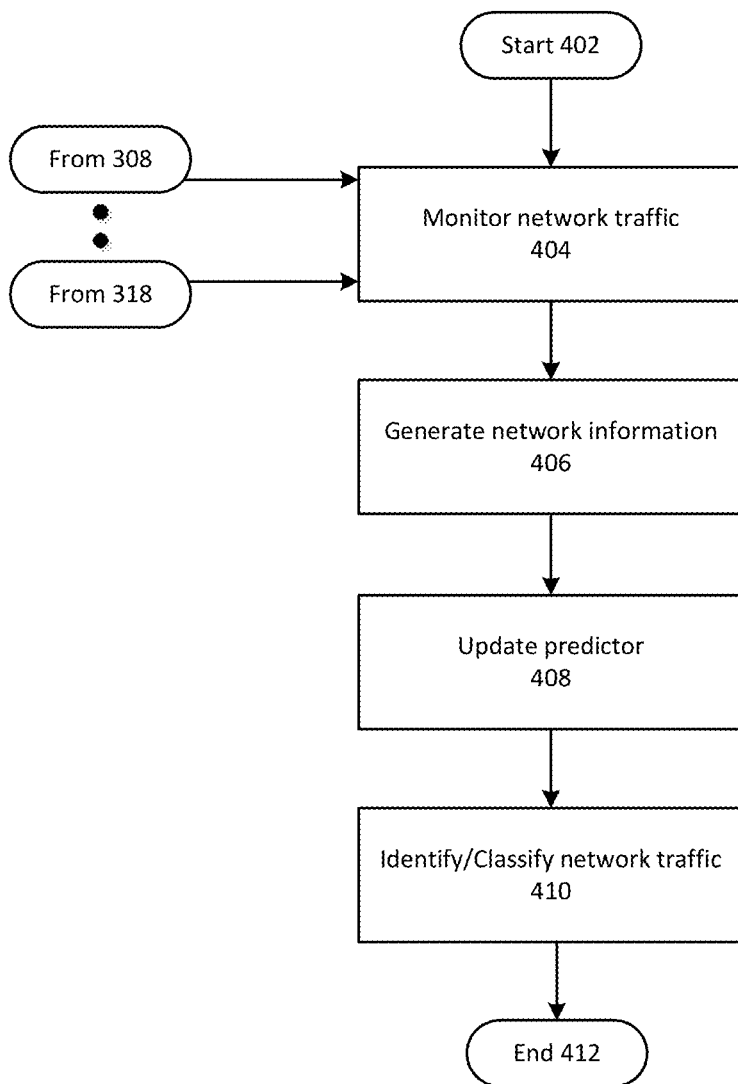 Start 402
From 308
From 318
Monitor network traffic
404
Generate network information
406
Update predictor
408
Identify/Classify network traffic
410
End 412